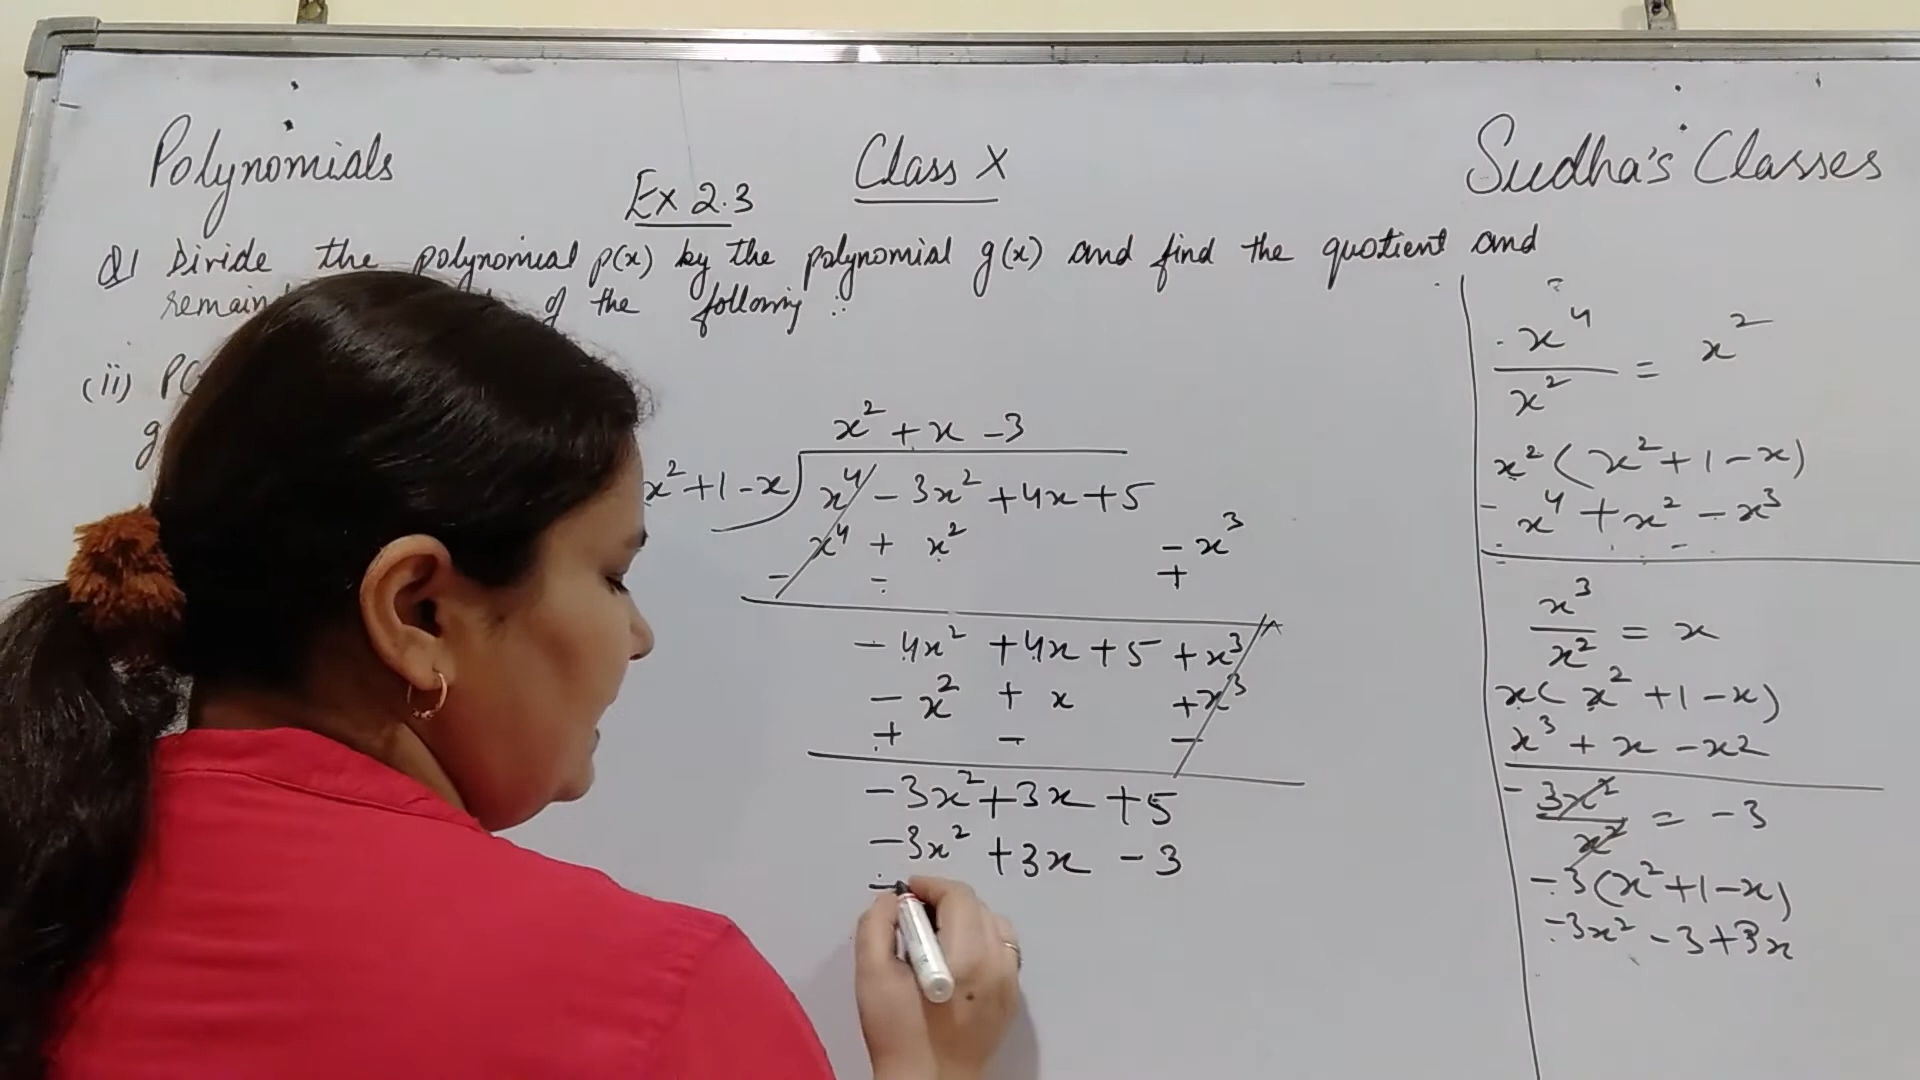 Polynomials
Class X
Sudha's Classes
Ex 2.3
Q1 Divide the polynomial p(x) by the polynomial g(x) and find the quotient and
of the following :
(ii) P(
g
x² + x - 3
x² + 1 - x) x⁴ - 3x² + 4x + 5
x⁴ + x² - x³
- - +
- 4x² + 4x + 5 + x³
- x² + x + x³
+ - -
- 3x² + 3x + 5
- 3x² + 3x - 3
x⁴/x² = x²
x² (x² + 1 - x)
x⁴ + x² - x³
x³/x² = x
x( x² + 1 - x)
x³ + x - x²
- 3x²/x² = - 3
- 3 (x² + 1 - x)
- 3x² - 3 + 3x